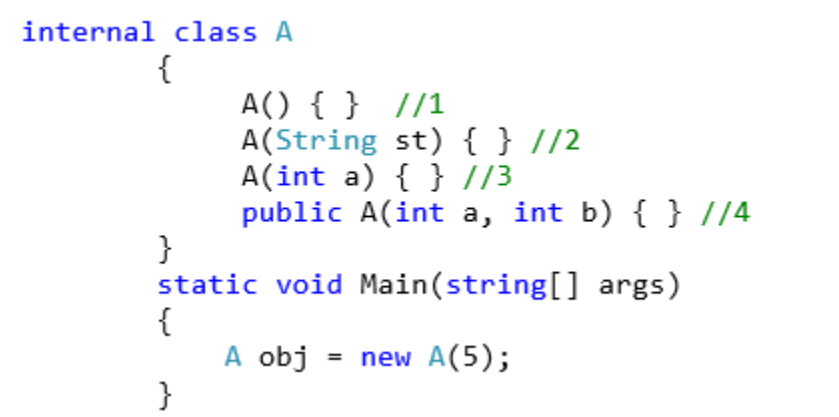 internal class A
{
A() { } //1
A(String st) { } //2
A(int a) { } //3
public A(int a, int b) { } //4
}
static void Main(string[] args)
{
A obj = new A(5);
}